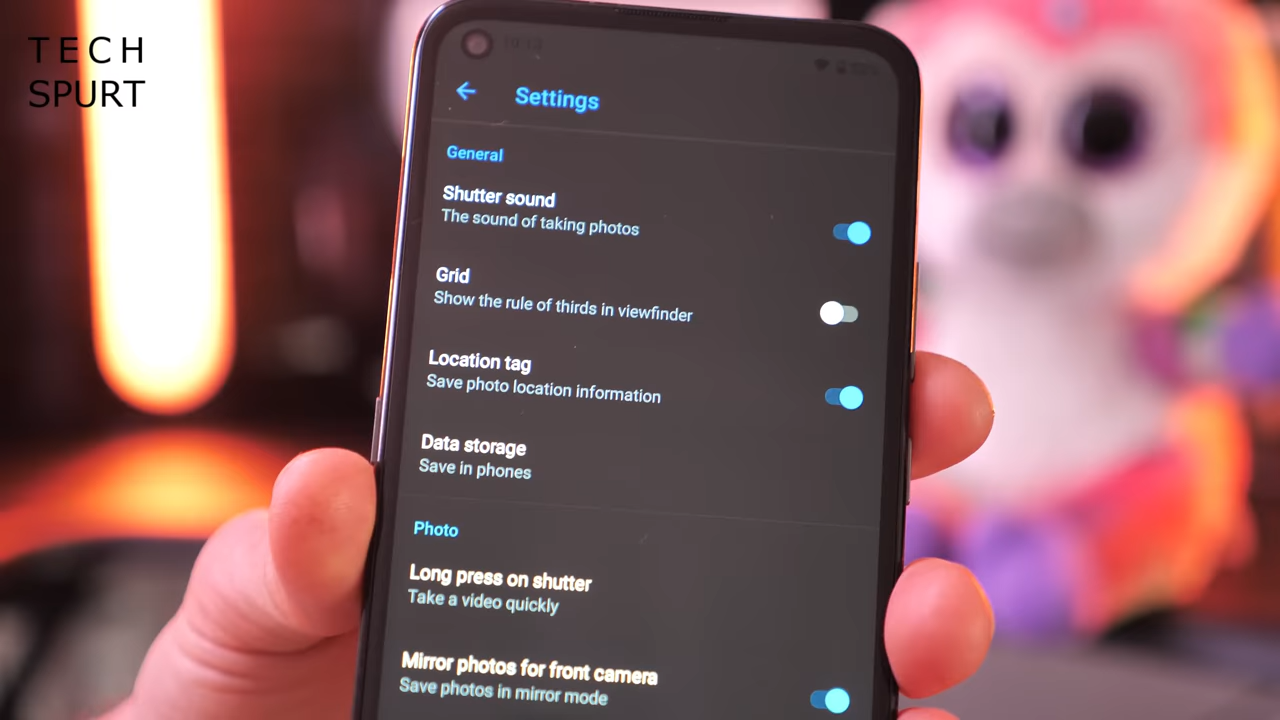 TECH
SPURT
Settings
General
Shutter sound
The sound of taking photos
Grid
Show the rule of thirds in viewfinder
Location tag
Save photo location information
Data storage
Save in phones
Photo
Long press on shutter
Take a video quickly
Mirror photos for front camera
Save photos in mirror mode